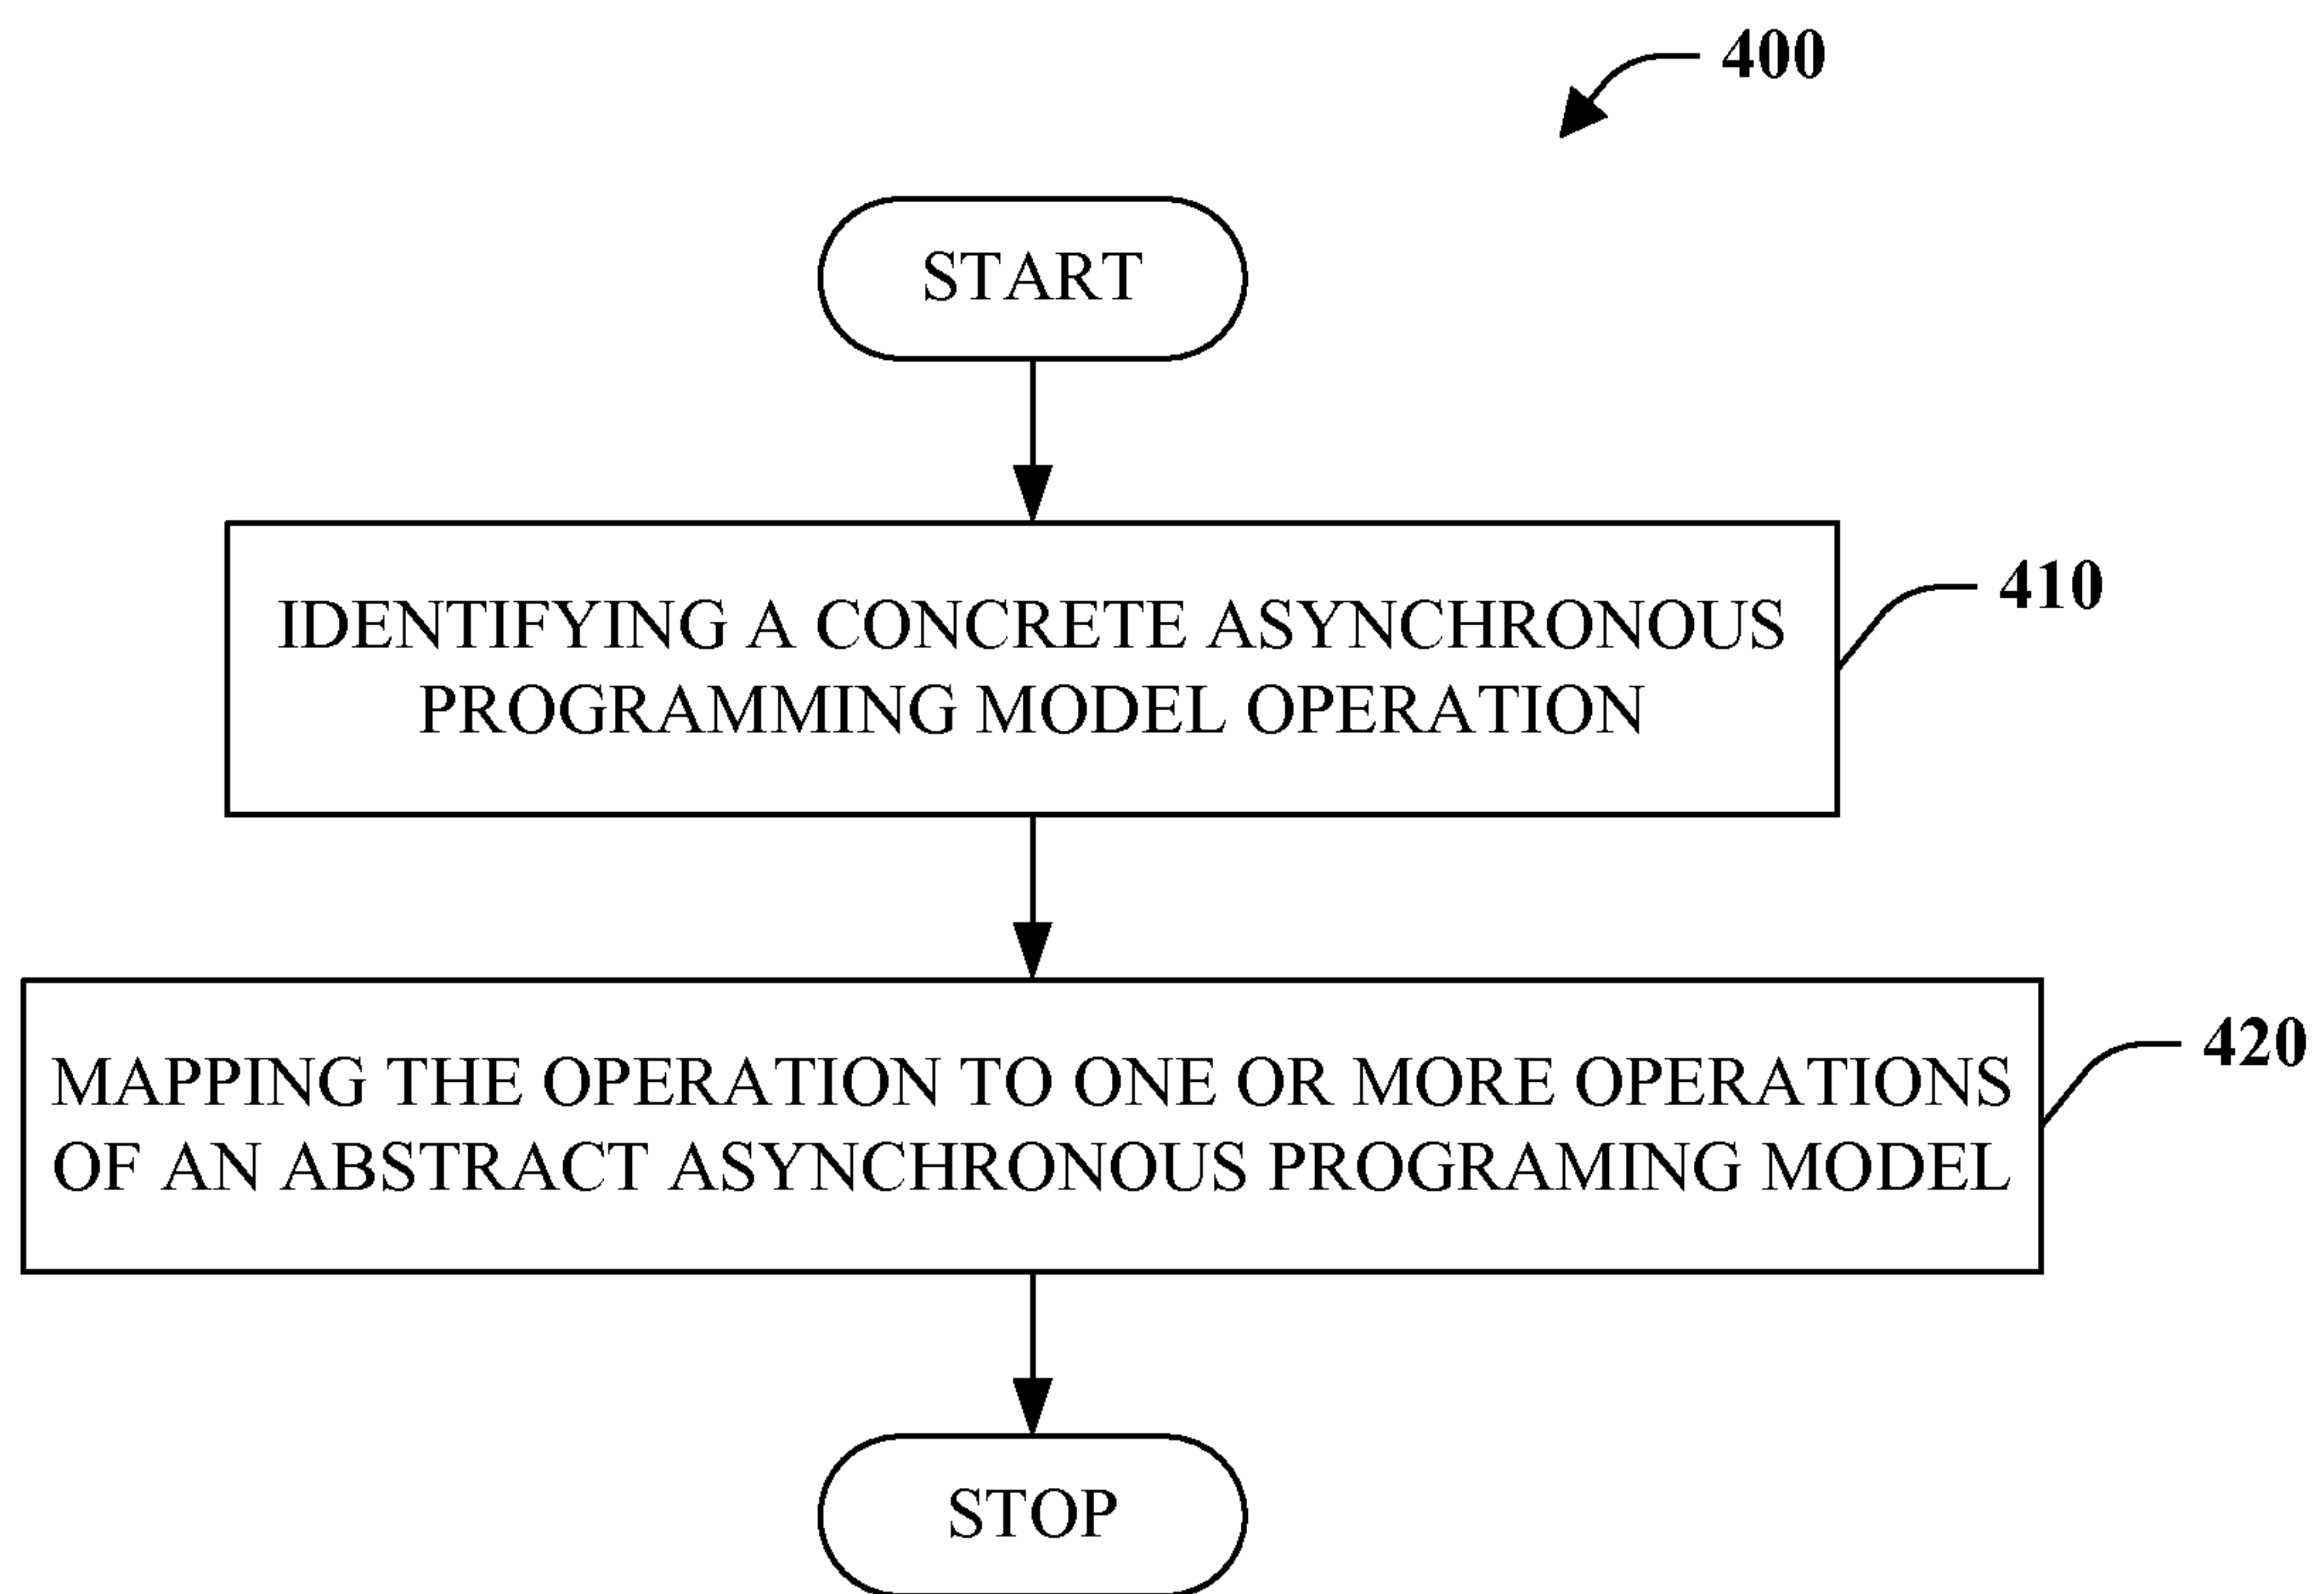 400
START
IDENTIFYING A CONCRETE ASYNCHRONOUS
PROGRAMMING MODEL OPERATION
410
MAPPING THE OPERATION TO ONE OR MORE OPERATIONS
OF AN ABSTRACT ASYNCHRONOUS PROGRAMING MODEL
420
STOP